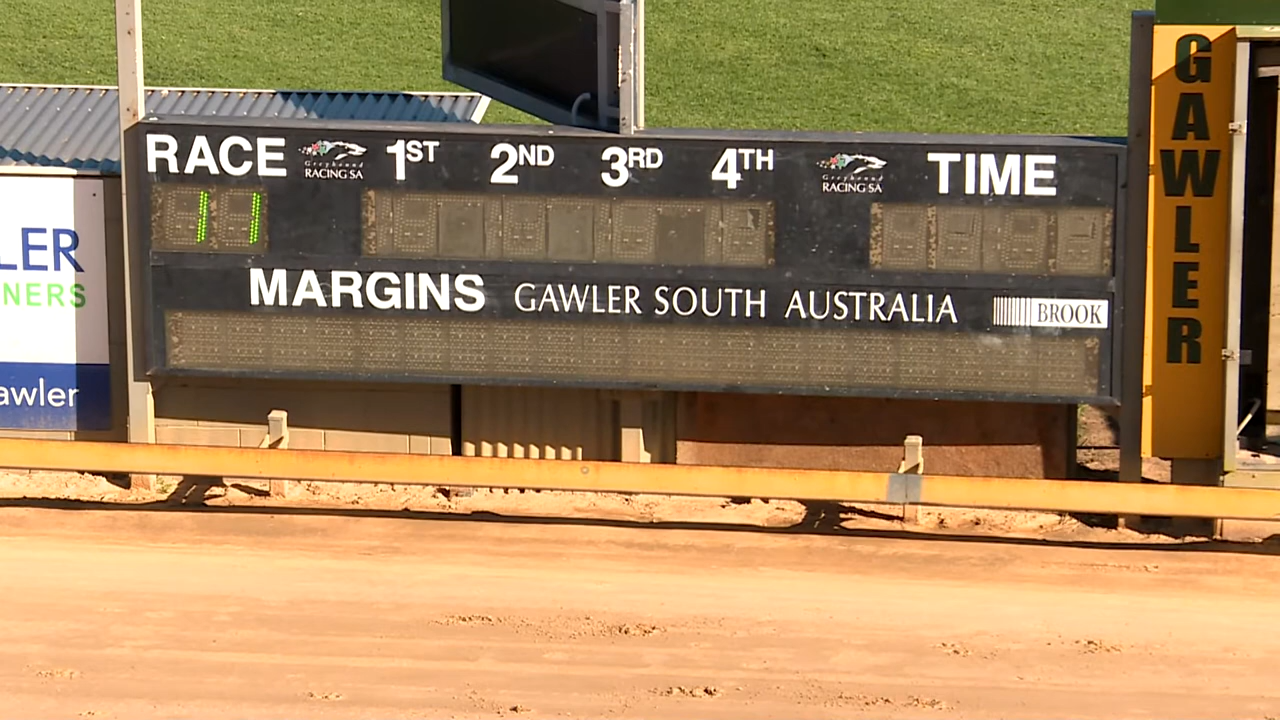 RACE
Greyhound
RACING SA
1ST 2ND 3RD 4TH
Greyhound
RACING SA
TIME
11
MARGINS GAWLER SOUTH AUSTRALIA BROOK
GAWLER
LER
NERS
awler